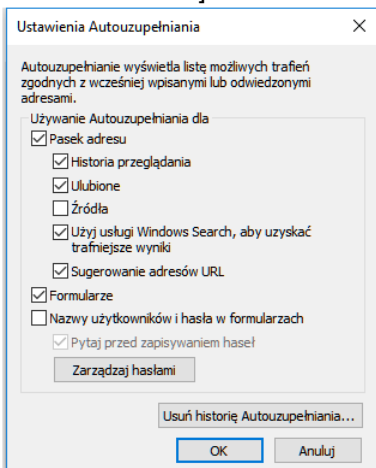 Ustawienia Autouzupełniania
Autouzupełnianie wyświetla listę możliwych trafień
zgodnych z wcześniej wpisanymi lub odwiedzonymi
adresami.
Używanie Autouzupełniania dla
Pasek adresu
Historia przeglądania
Ulubione
Źródła
Użyj usługi Windows Search, aby uzyskać
trafniejsze wyniki
Sugerowanie adresów URL
Formularze
Nazwy użytkowników i hasła w formularzach
Pytaj przed zapisywaniem haseł
Zarządzaj hasłami
Usuń historię Autouzupełniania...
OK Anuluj